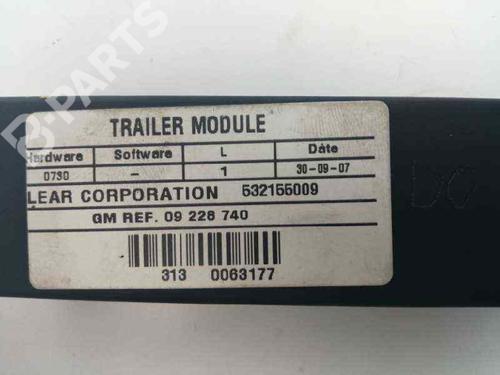 B-PARTS
TRAILER MODULE
Hardware Software L Date
0730 - 1 30-09-07
LEAR CORPORATION 532155009
GM REF. 09 228 740
313 0063177